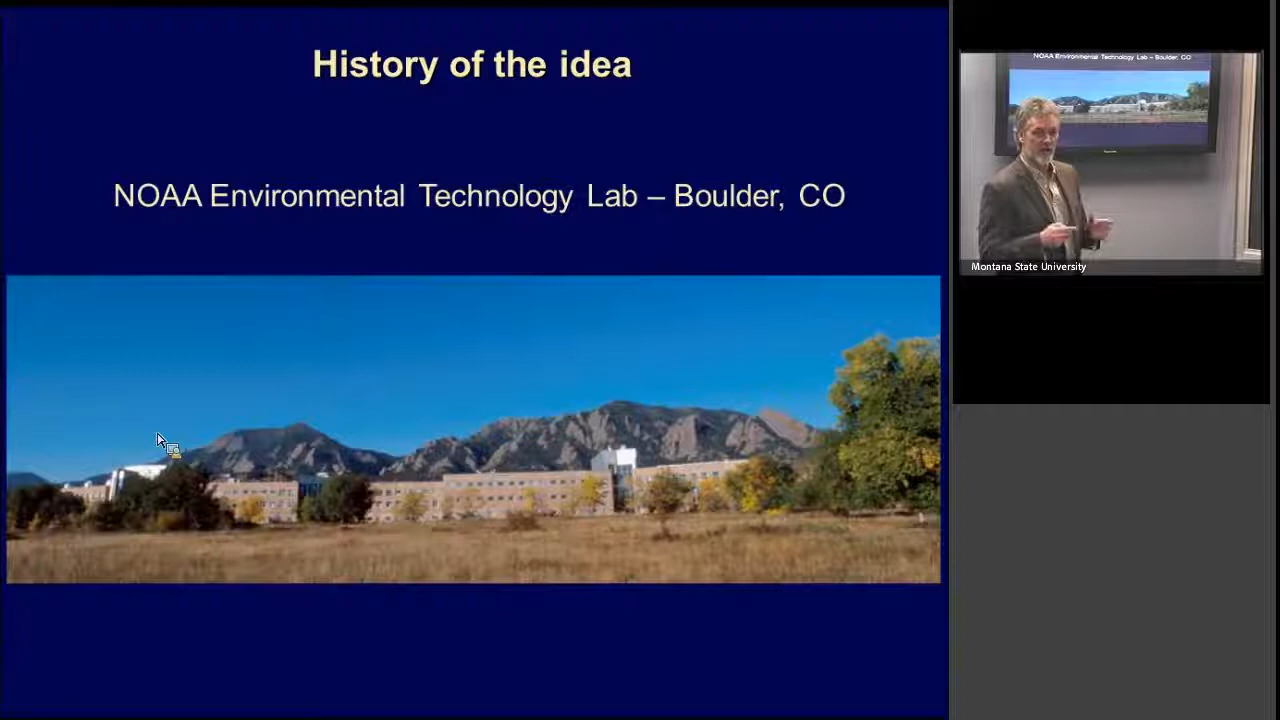 History of the idea
NOAA Environmental Technology Lab – Boulder, CO
NOAA Environmental Technology Lab – Boulder, CO
Montana State University